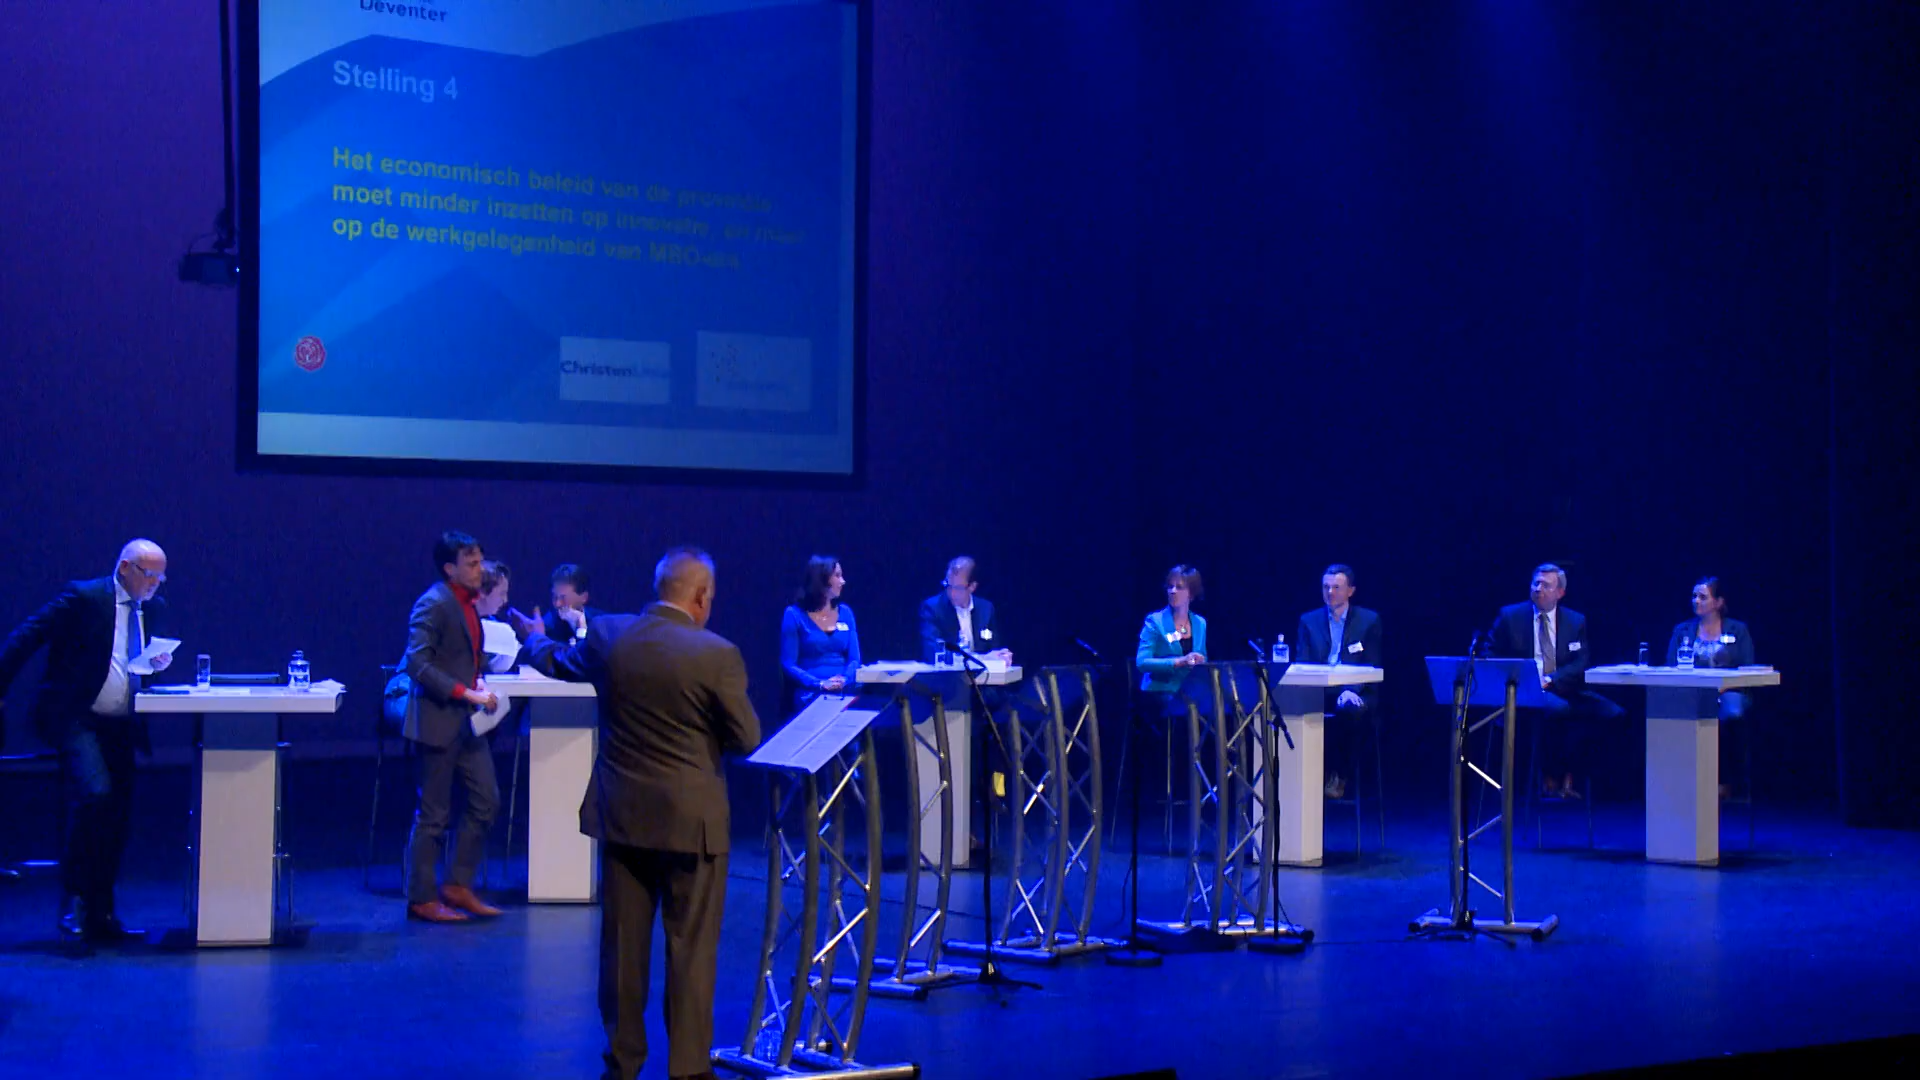 Deventer
Stelling 4
Het economisch beleid van de provincie
moet minder inzetten op innovatie, en meer
op de werkgelegenheid van MBO-ers
ChristenUnie